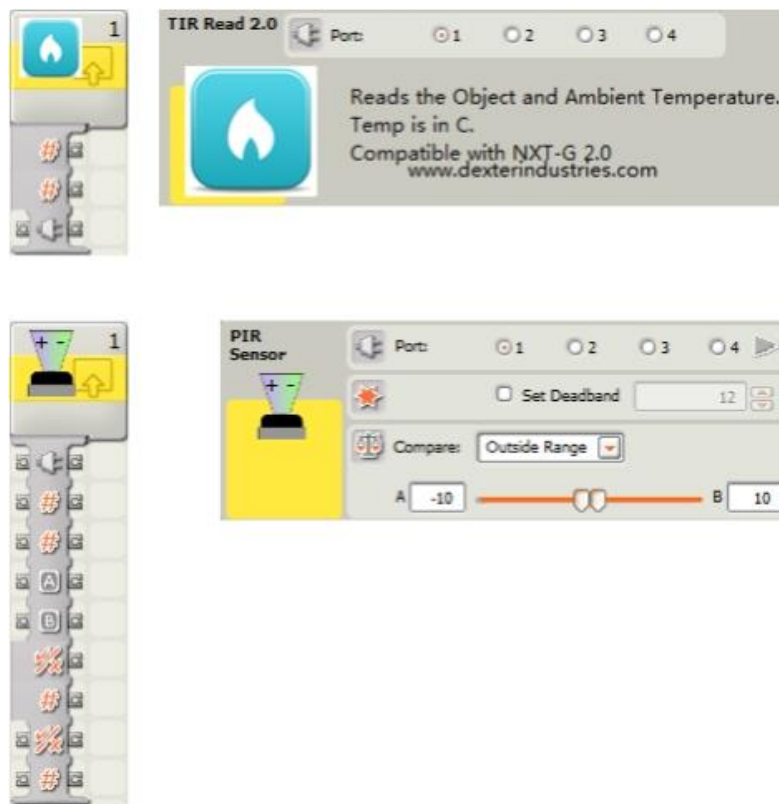 1
TIR Read 2.0
Port: 1 2 3 4
Reads the Object and Ambient Temperature.
Temp is in C.
Compatible with NXT-G 2.0
www.dexterindustries.com
#
#
+ - 1
#
#
A
B
#
#
PIR
Sensor
+ -
Port: 1 2 3 4
Set Deadband 12
Compare: Outside Range
A -10 B 10